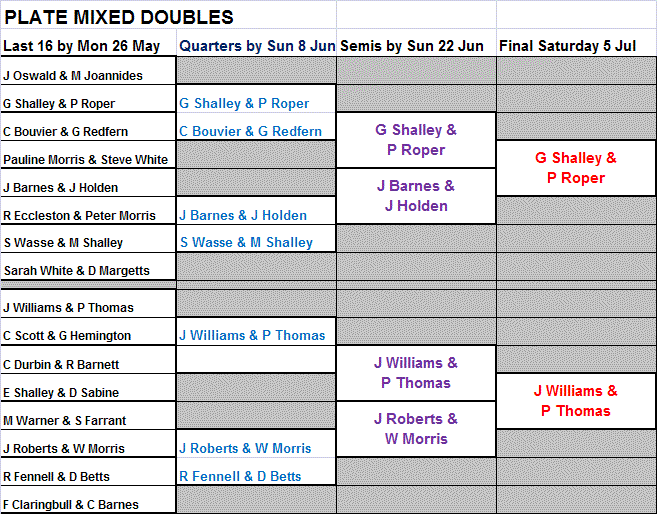 PLATE MIXED DOUBLES
Last 16 by Mon 26 May Quarters by Sun 8 Jun Semis by Sun 22 Jun Final Saturday 5 Jul
J Oswald & M Joannides
G Shalley & P Roper
C Bouvier & G Redfern
Pauline Morris & Steve White
J Barnes & J Holden
R Eccleston & Peter Morris
S Wasse & M Shalley
Sarah White & D Margetts
J Williams & P Thomas
C Scott & G Hemington
C Durbin & R Barnett
E Shalley & D Sabine
M Warner & S Farrant
J Roberts & W Morris
R Fennell & D Betts
F Claringbull & C Barnes
G Shalley & P Roper
C Bouvier & G Redfern
J Barnes & J Holden
S Wasse & M Shalley
J Williams & P Thomas
J Roberts & W Morris
R Fennell & D Betts
G Shalley &
P Roper
J Barnes &
J Holden
J Williams &
P Thomas
J Roberts &
W Morris
G Shalley &
P Roper
J Williams &
P Thomas